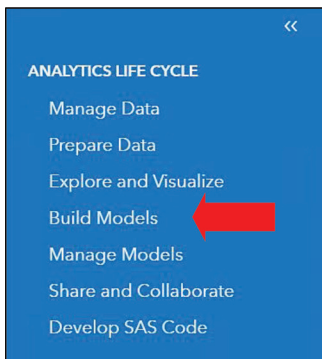 «
ANALYTICS LIFE CYCLE
Manage Data
Prepare Data
Explore and Visualize
Build Models
Manage Models
Share and Collaborate
Develop SAS Code